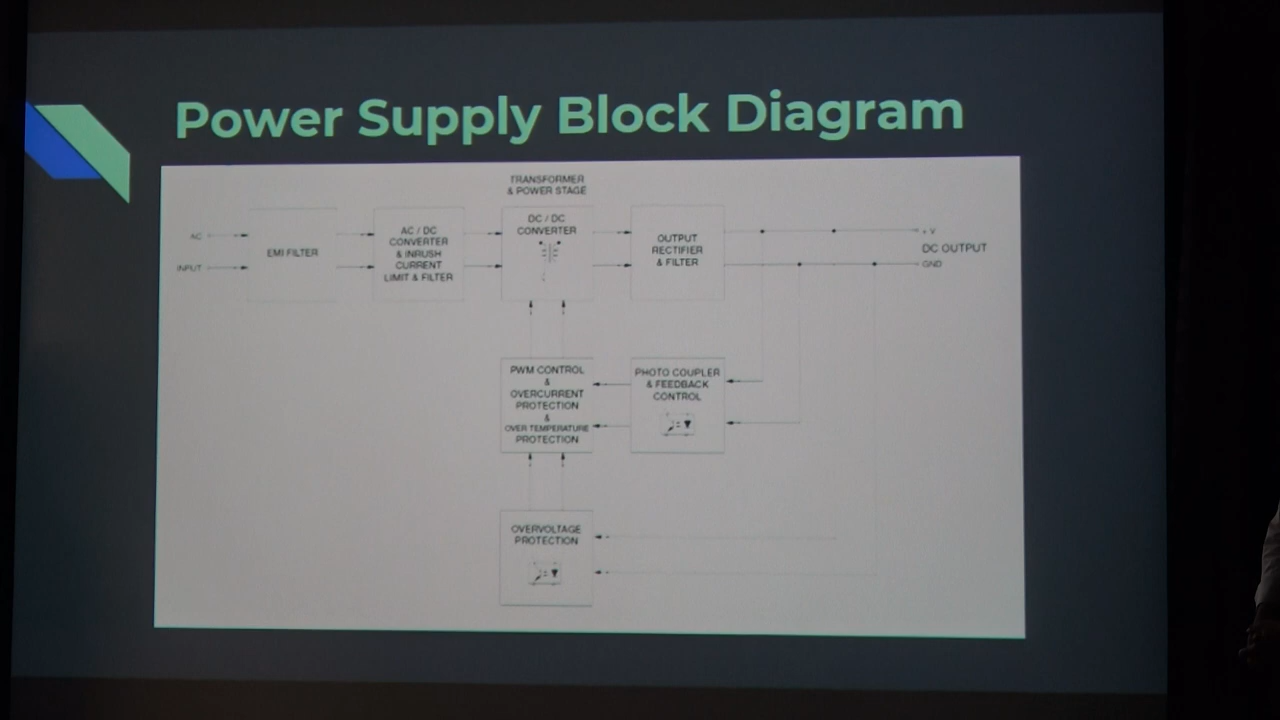 Power Supply Block Diagram
TRANSFORMER
& POWER STAGE
AC
INPUT
EMI FILTER
AC / DC
CONVERTER
& INRUSH
CURRENT
LIMIT & FILTER
DC / DC
CONVERTER
OUTPUT
RECTIFIER
& FILTER
+ V
DC OUTPUT
GND
PWM CONTROL
&
OVERCURRENT
PROTECTION
&
OVER TEMPERATURE
PROTECTION
PHOTO COUPLER
& FEEDBACK
CONTROL
OVERVOLTAGE
PROTECTION